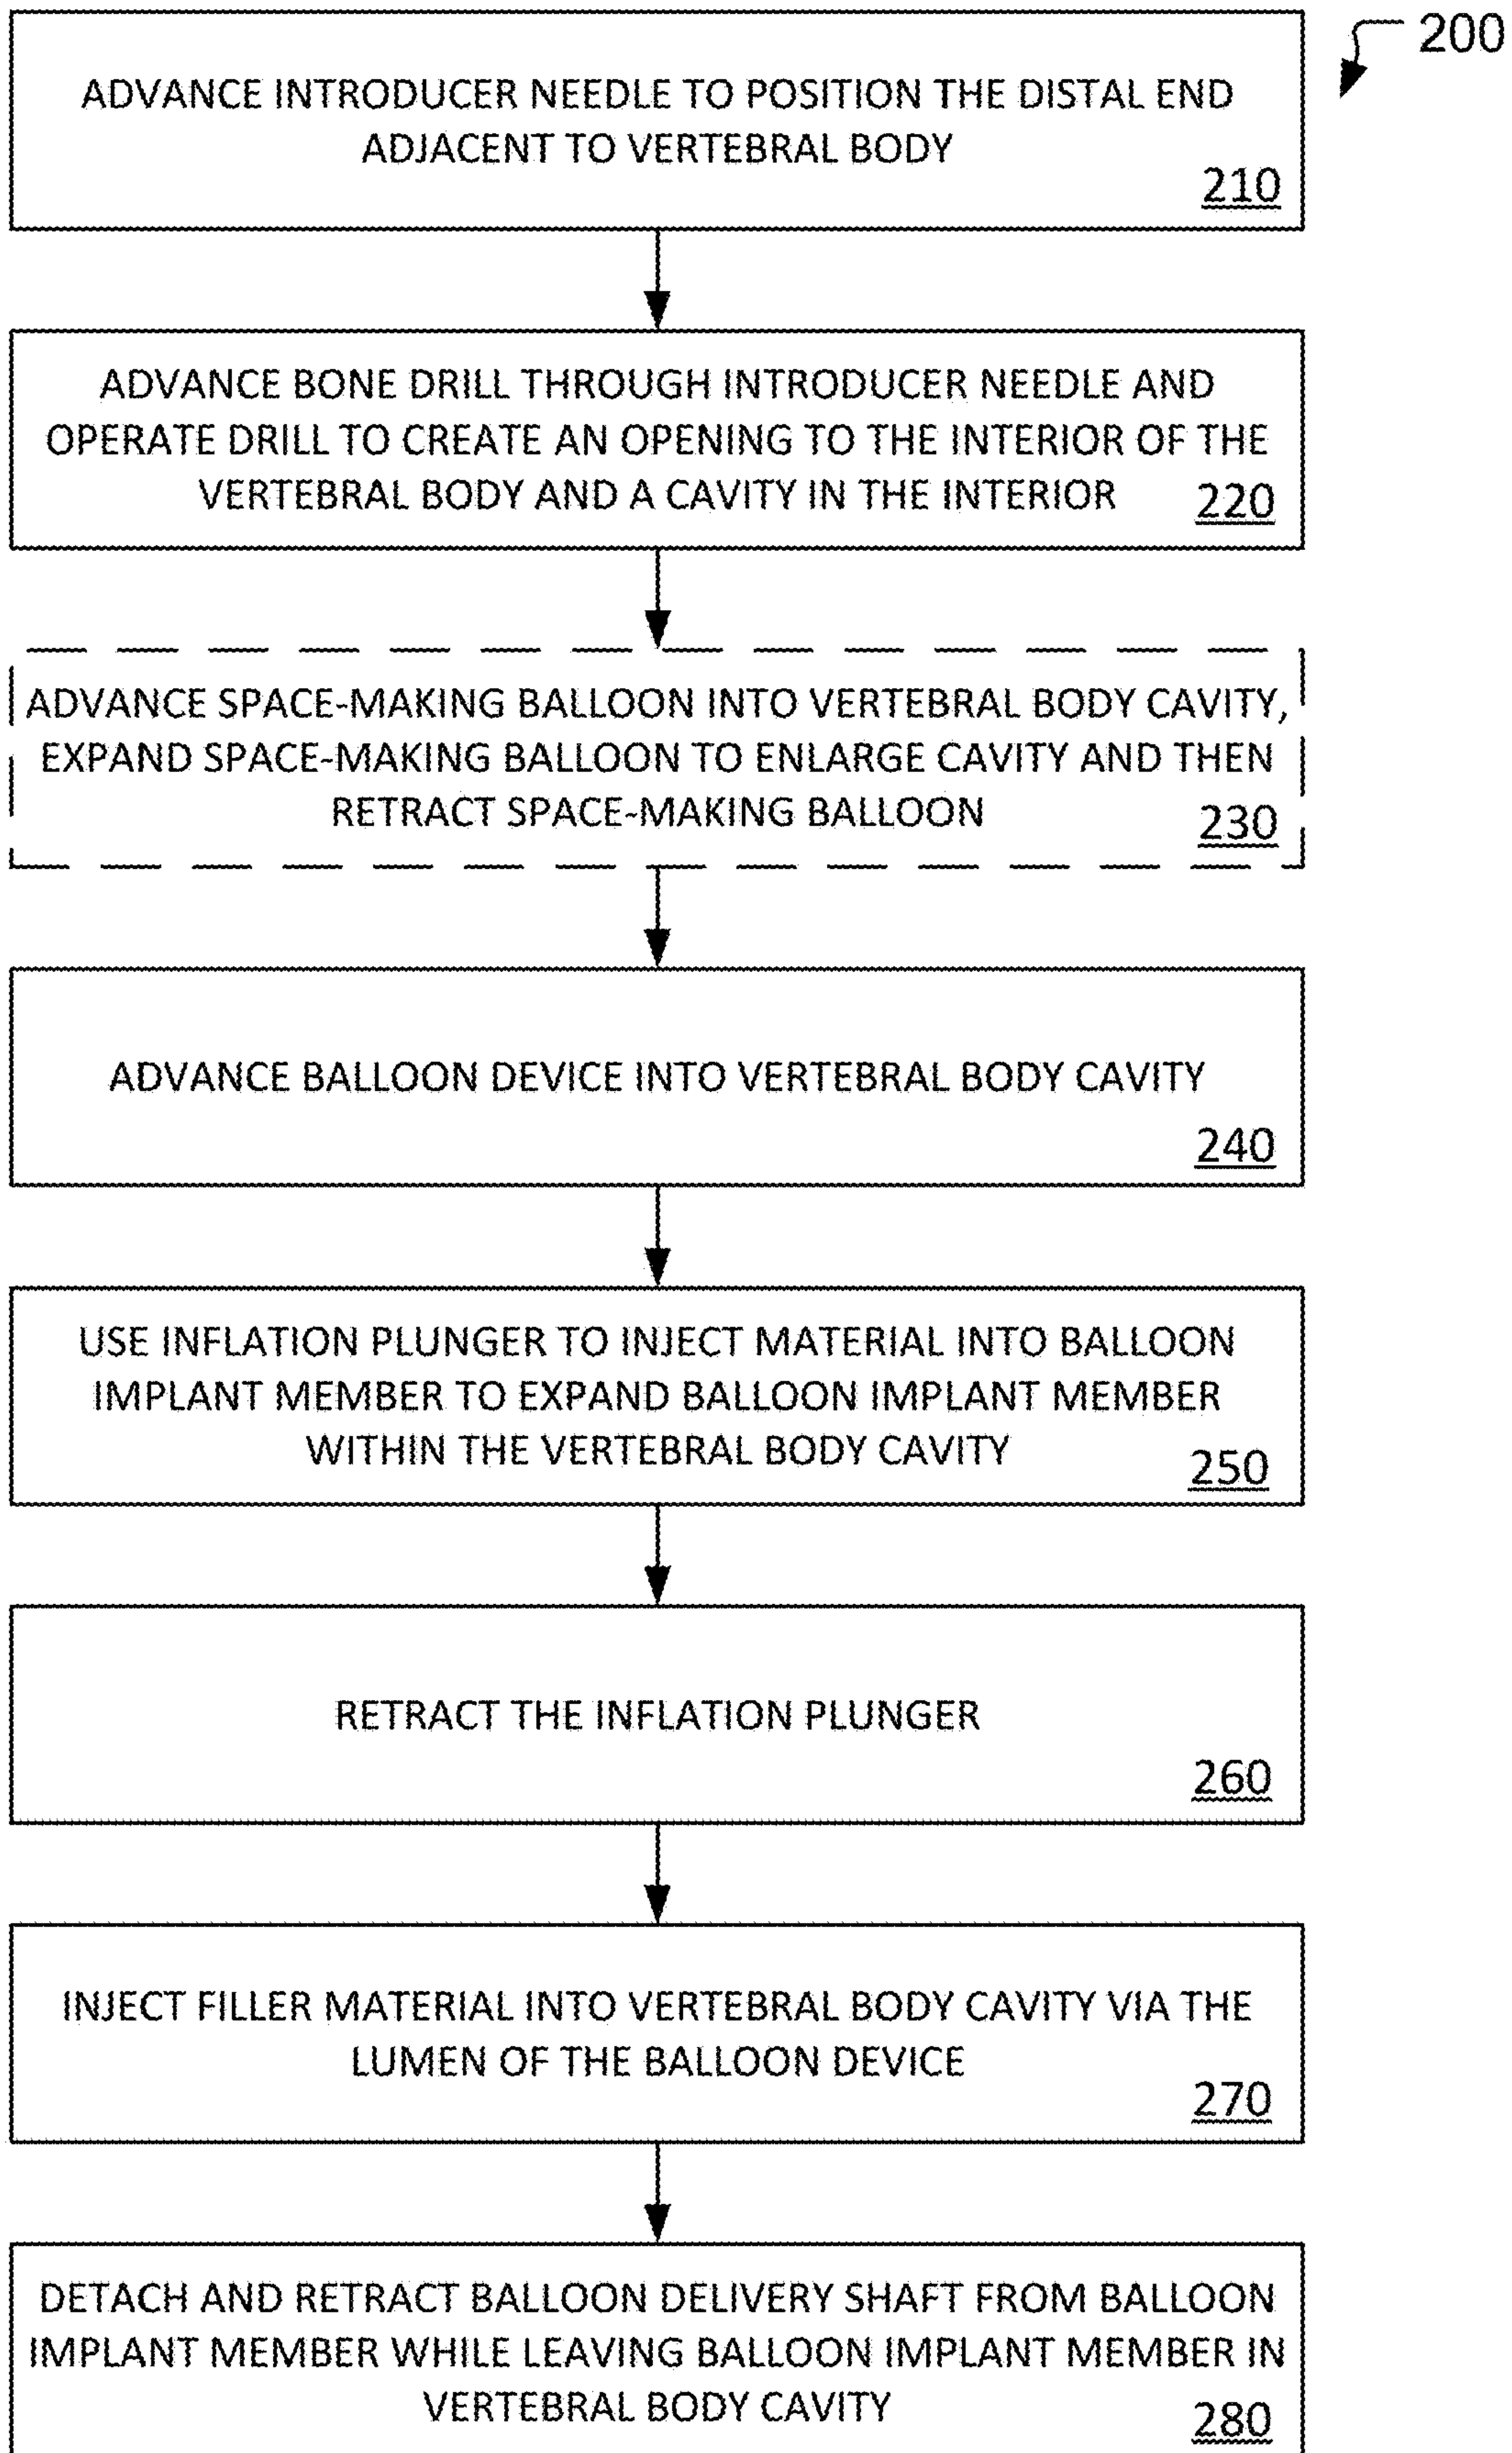 200
ADVANCE INTRODUCER NEEDLE TO POSITION THE DISTAL END
ADJACENT TO VERTEBRAL BODY
210
ADVANCE BONE DRILL THROUGH INTRODUCER NEEDLE AND
OPERATE DRILL TO CREATE AN OPENING TO THE INTERIOR OF THE
VERTEBRAL BODY AND A CAVITY IN THE INTERIOR
220
ADVANCE SPACE-MAKING BALLOON INTO VERTEBRAL BODY CAVITY,
EXPAND SPACE-MAKING BALLOON TO ENLARGE CAVITY AND THEN
RETRACT SPACE-MAKING BALLOON
230
ADVANCE BALLOON DEVICE INTO VERTEBRAL BODY CAVITY
240
USE INFLATION PLUNGER TO INJECT MATERIAL INTO BALLOON
IMPLANT MEMBER TO EXPAND BALLOON IMPLANT MEMBER
WITHIN THE VERTEBRAL BODY CAVITY
250
RETRACT THE INFLATION PLUNGER
260
INJECT FILLER MATERIAL INTO VERTEBRAL BODY CAVITY VIA THE
LUMEN OF THE BALLOON DEVICE
270
DETACH AND RETRACT BALLOON DELIVERY SHAFT FROM BALLOON
IMPLANT MEMBER WHILE LEAVING BALLOON IMPLANT MEMBER IN
VERTEBRAL BODY CAVITY
280